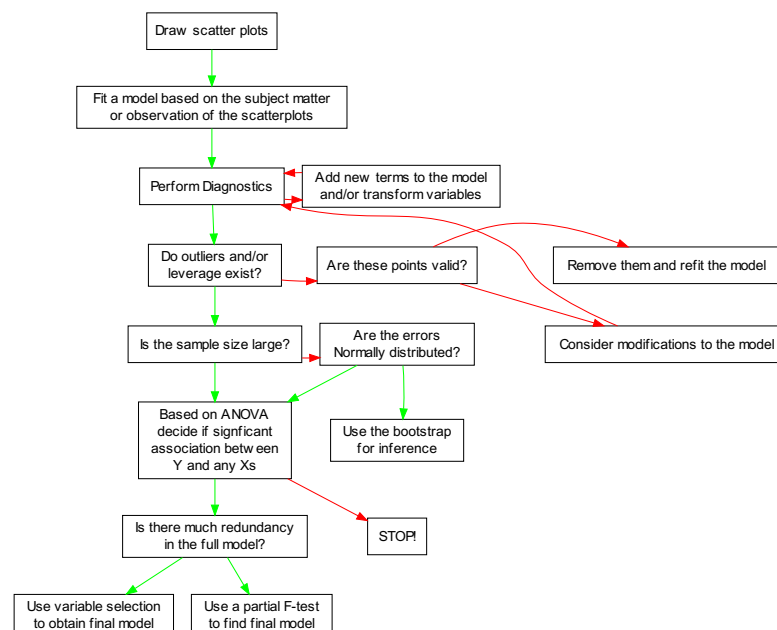 Draw scatter plots
Fit a model based on the subject matter
or observation of the scatterplots
Perform Diagnostics
Add new terms to the model
and/or transform variables
Do outliers and/or
leverage exist?
Are these points valid?
Remove them and refit the model
Is the sample size large?
Are the errors
Normally distributed?
Consider modifications to the model
Based on ANOVA
decide if signficant
association between
Y and any Xs
Use the bootstrap
for inference
Is there much redundancy
in the full model?
STOP!
Use variable selection
to obtain final model
Use a partial F-test
to find final model